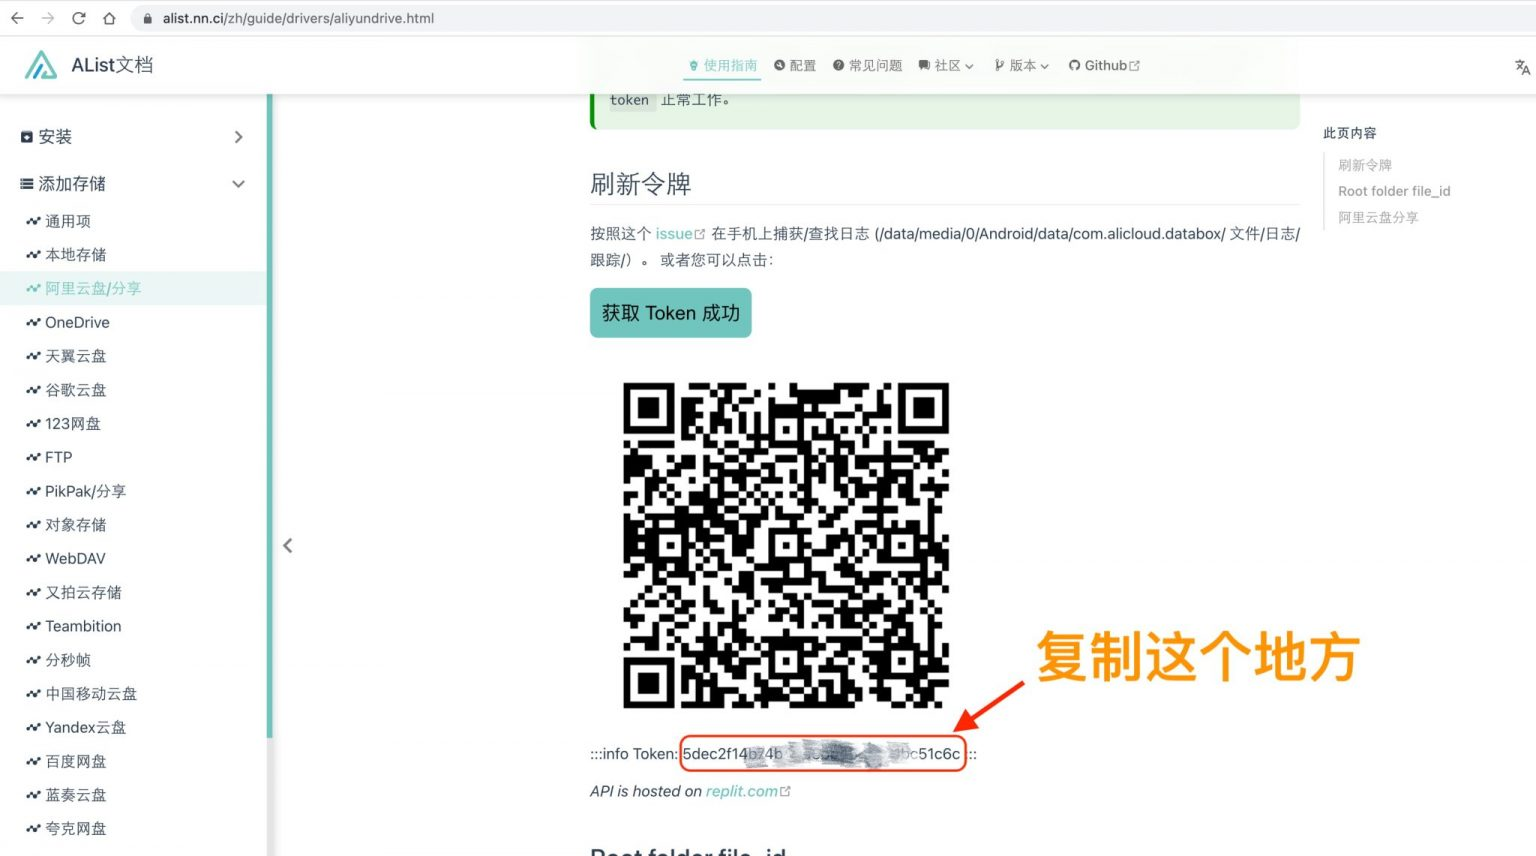 alist.nn.ci/zh/guide/drivers/aliyundrive.html
AList文档
使用指南 配置 常见问题 社区 版本 Github
安装
添加存储
通用项
本地存储
阿里云盘/分享
OneDrive
天翼云盘
谷歌云盘
123网盘
FTP
PikPak/分享
对象存储
WebDAV
又拍云存储
Teambition
分秒帧
中国移动云盘
Yandex云盘
百度网盘
蓝奏云盘
夸克网盘
token 正常工作。
刷新令牌
按照这个 issue 在手机上捕获/查找日志 (/data/media/0/Android/data/com.alicloud.databox/ 文件/日志/
跟踪/） 。 或者您可以点击：
获取 Token 成功
复制这个地方
:::info Token: 5dec2f14b74b bc51c6c :::
API is hosted on replit.com
Root folder file_id
此页内容
刷新令牌
Root folder file_id
阿里云盘分享